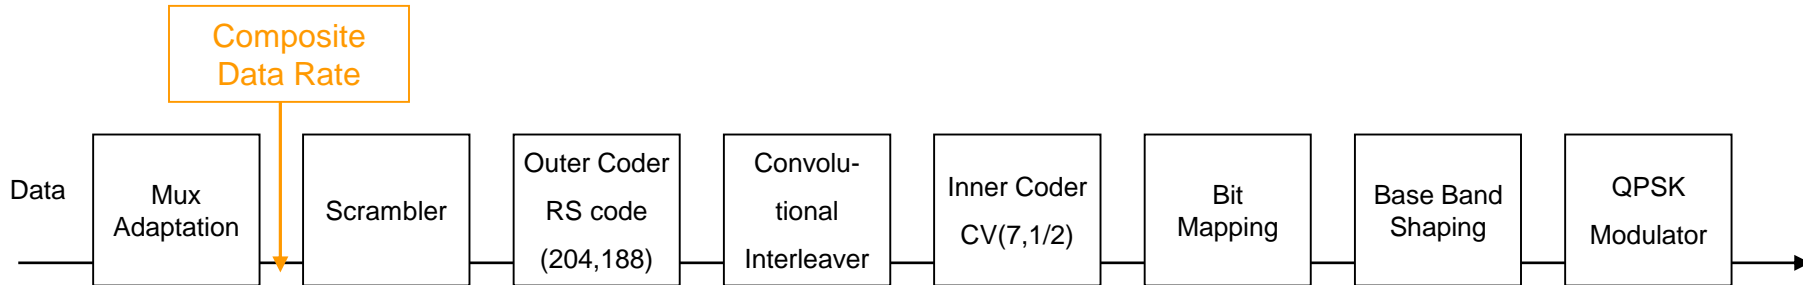 Composite
Data Rate
Data
Mux
Adaptation
Scrambler
Outer Coder
RS code
(204,188)
Convolu-
tional
Interleaver
Inner Coder
CV(7,1/2)
Bit
Mapping
Base Band
Shaping
QPSK
Modulator